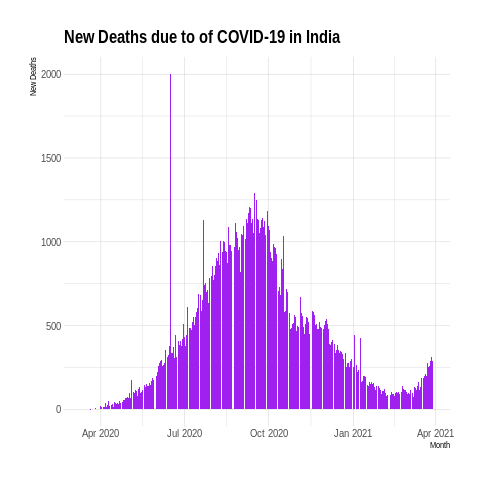 New Deaths due to of COVID-19 in India
New Deaths
2000
1500
1000
500
0
Apr 2020
Jul 2020
Oct 2020
Jan 2021
Apr 2021
Month